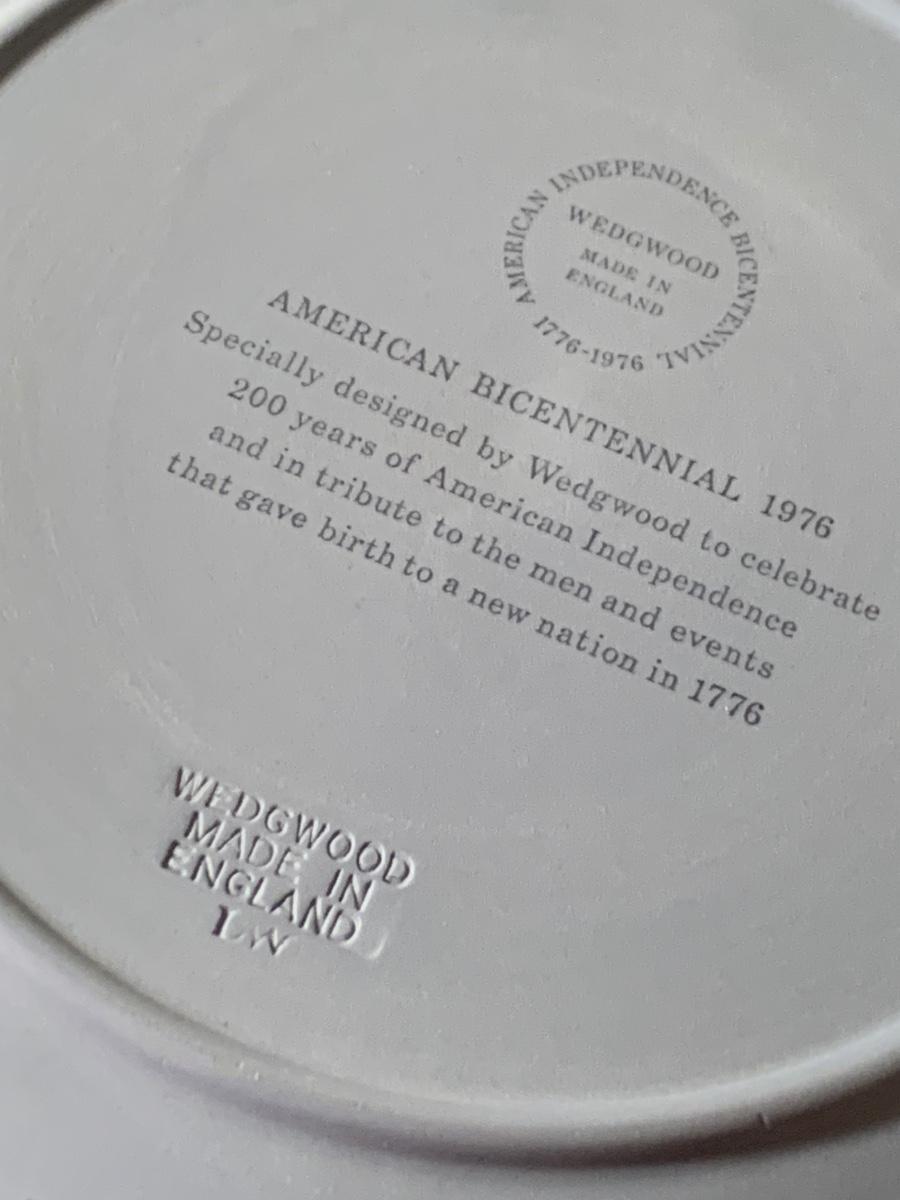 AMERICAN INDEPENDENCE BICENTENNIAL
WEDGWOOD
MADE IN
ENGLAND
1776-1976
AMERICAN BICENTENNIAL 1976
Specially designed by Wedgwood to celebrate
200 years of American Independence
and in tribute to the men and events
that gave birth to a new nation in 1776
WEDGWOOD
MADE IN
ENGLAND
LW